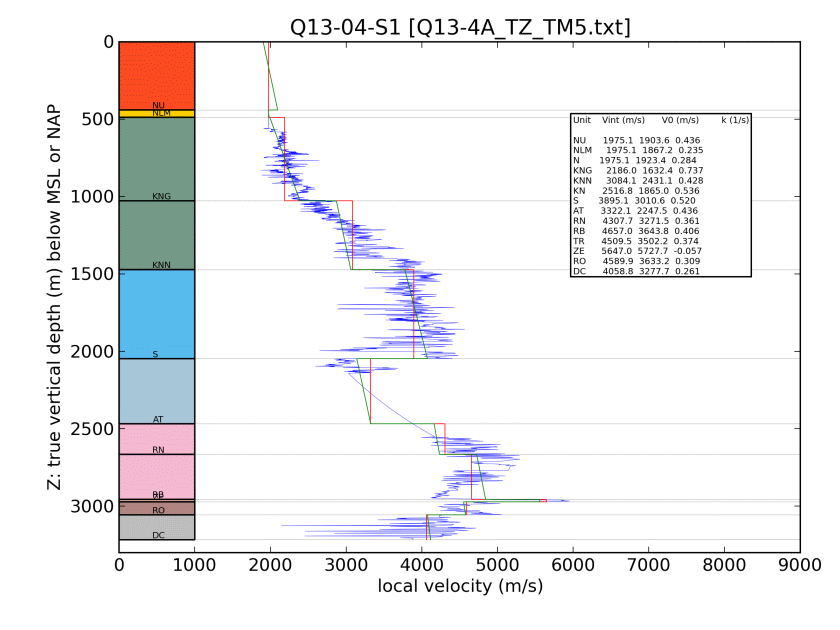 Q13-04-S1 [Q13-4A_TZ_TM5.txt]
Z: true vertical depth (m) below MSL or NAP
0
500
1000
1500
2000
2500
3000
NU
NLM
KNG
KNN
S
AT
RN
RB
ZE
RO
DC
Unit Vint (m/s) V0 (m/s) k (1/s)
NU 1975.1 1903.6 0.436
NLM 1975.1 1867.2 0.235
N 1975.1 1923.4 0.284
KNG 2186.0 1632.4 0.737
KNN 3084.1 2431.1 0.428
KN 2516.8 1865.0 0.536
S 3895.1 3010.6 0.520
AT 3322.1 2247.5 0.436
RN 4307.7 3271.5 0.361
RB 4657.0 3643.8 0.406
TR 4509.5 3502.2 0.374
ZE 5647.0 5727.7 -0.057
RO 4589.9 3633.2 0.309
DC 4058.8 3277.7 0.261
0 1000 2000 3000 4000 5000 6000 7000 8000 9000
local velocity (m/s)